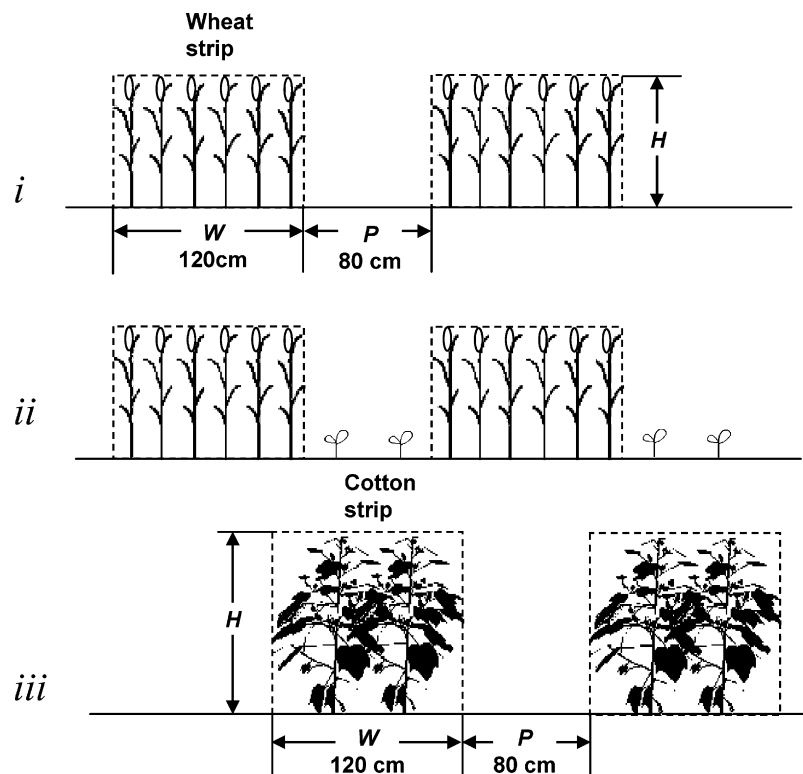 Wheat
strip
H
i
W
P
120cm
80 cm
ii
Cotton
strip
H
iii
W
P
120 cm
80 cm